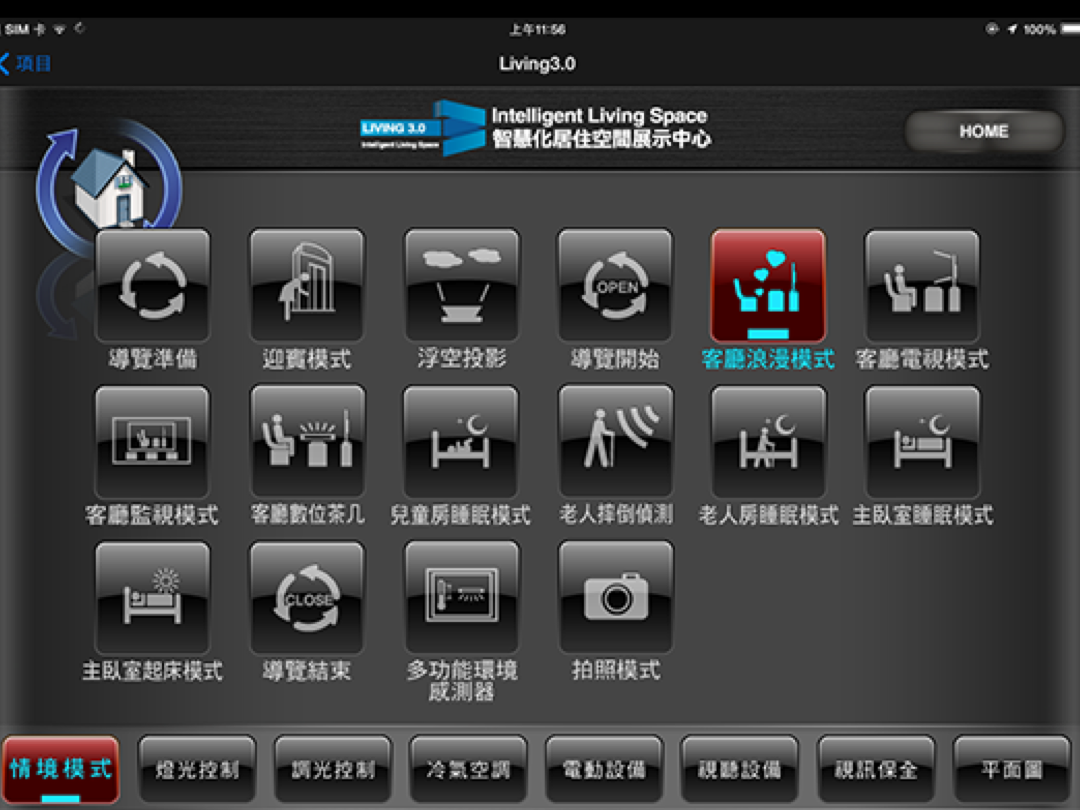 SIM 卡
上午11:56
100%
項目
Living3.0
LIVING 3.0
Intelligent Living Space
Intelligent Living Space
智慧化居住空間展示中心
HOME
OPEN
導覽準備
迎賓模式
浮空投影
導覽開始
客廳浪漫模式
客廳電視模式
客廳監視模式
客廳數位茶几
兒童房睡眠模式
老人摔倒偵測
老人房睡眠模式
主臥室睡眠模式
CLOSE
主臥室起床模式
導覽結束
多功能環境
感測器
拍照模式
情境模式
燈光控制
調光控制
冷氣空調
電動設備
視聽設備
視訊保全
平面圖